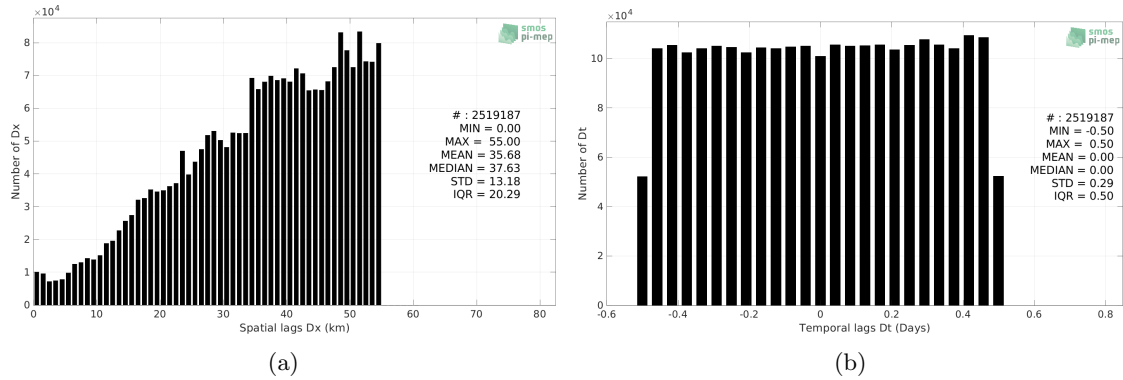 ×10⁴
8
7
6
5
4
3
2
1
0
Number of Dx
0 10 20 30 40 50 60 70 80
Spatial lags Dx (km)
smos
pi-mep
# : 2519187
MIN = 0.00
MAX = 55.00
MEAN = 35.68
MEDIAN = 37.63
STD = 13.18
IQR = 20.29
(a)
×10⁴
10
8
6
4
2
0
Number of Dt
-0.6 -0.4 -0.2 0 0.2 0.4 0.6 0.8
Temporal lags Dt (Days)
smos
pi-mep
# : 2519187
MIN = -0.50
MAX = 0.50
MEAN = 0.00
MEDIAN = 0.00
STD = 0.29
IQR = 0.50
(b)